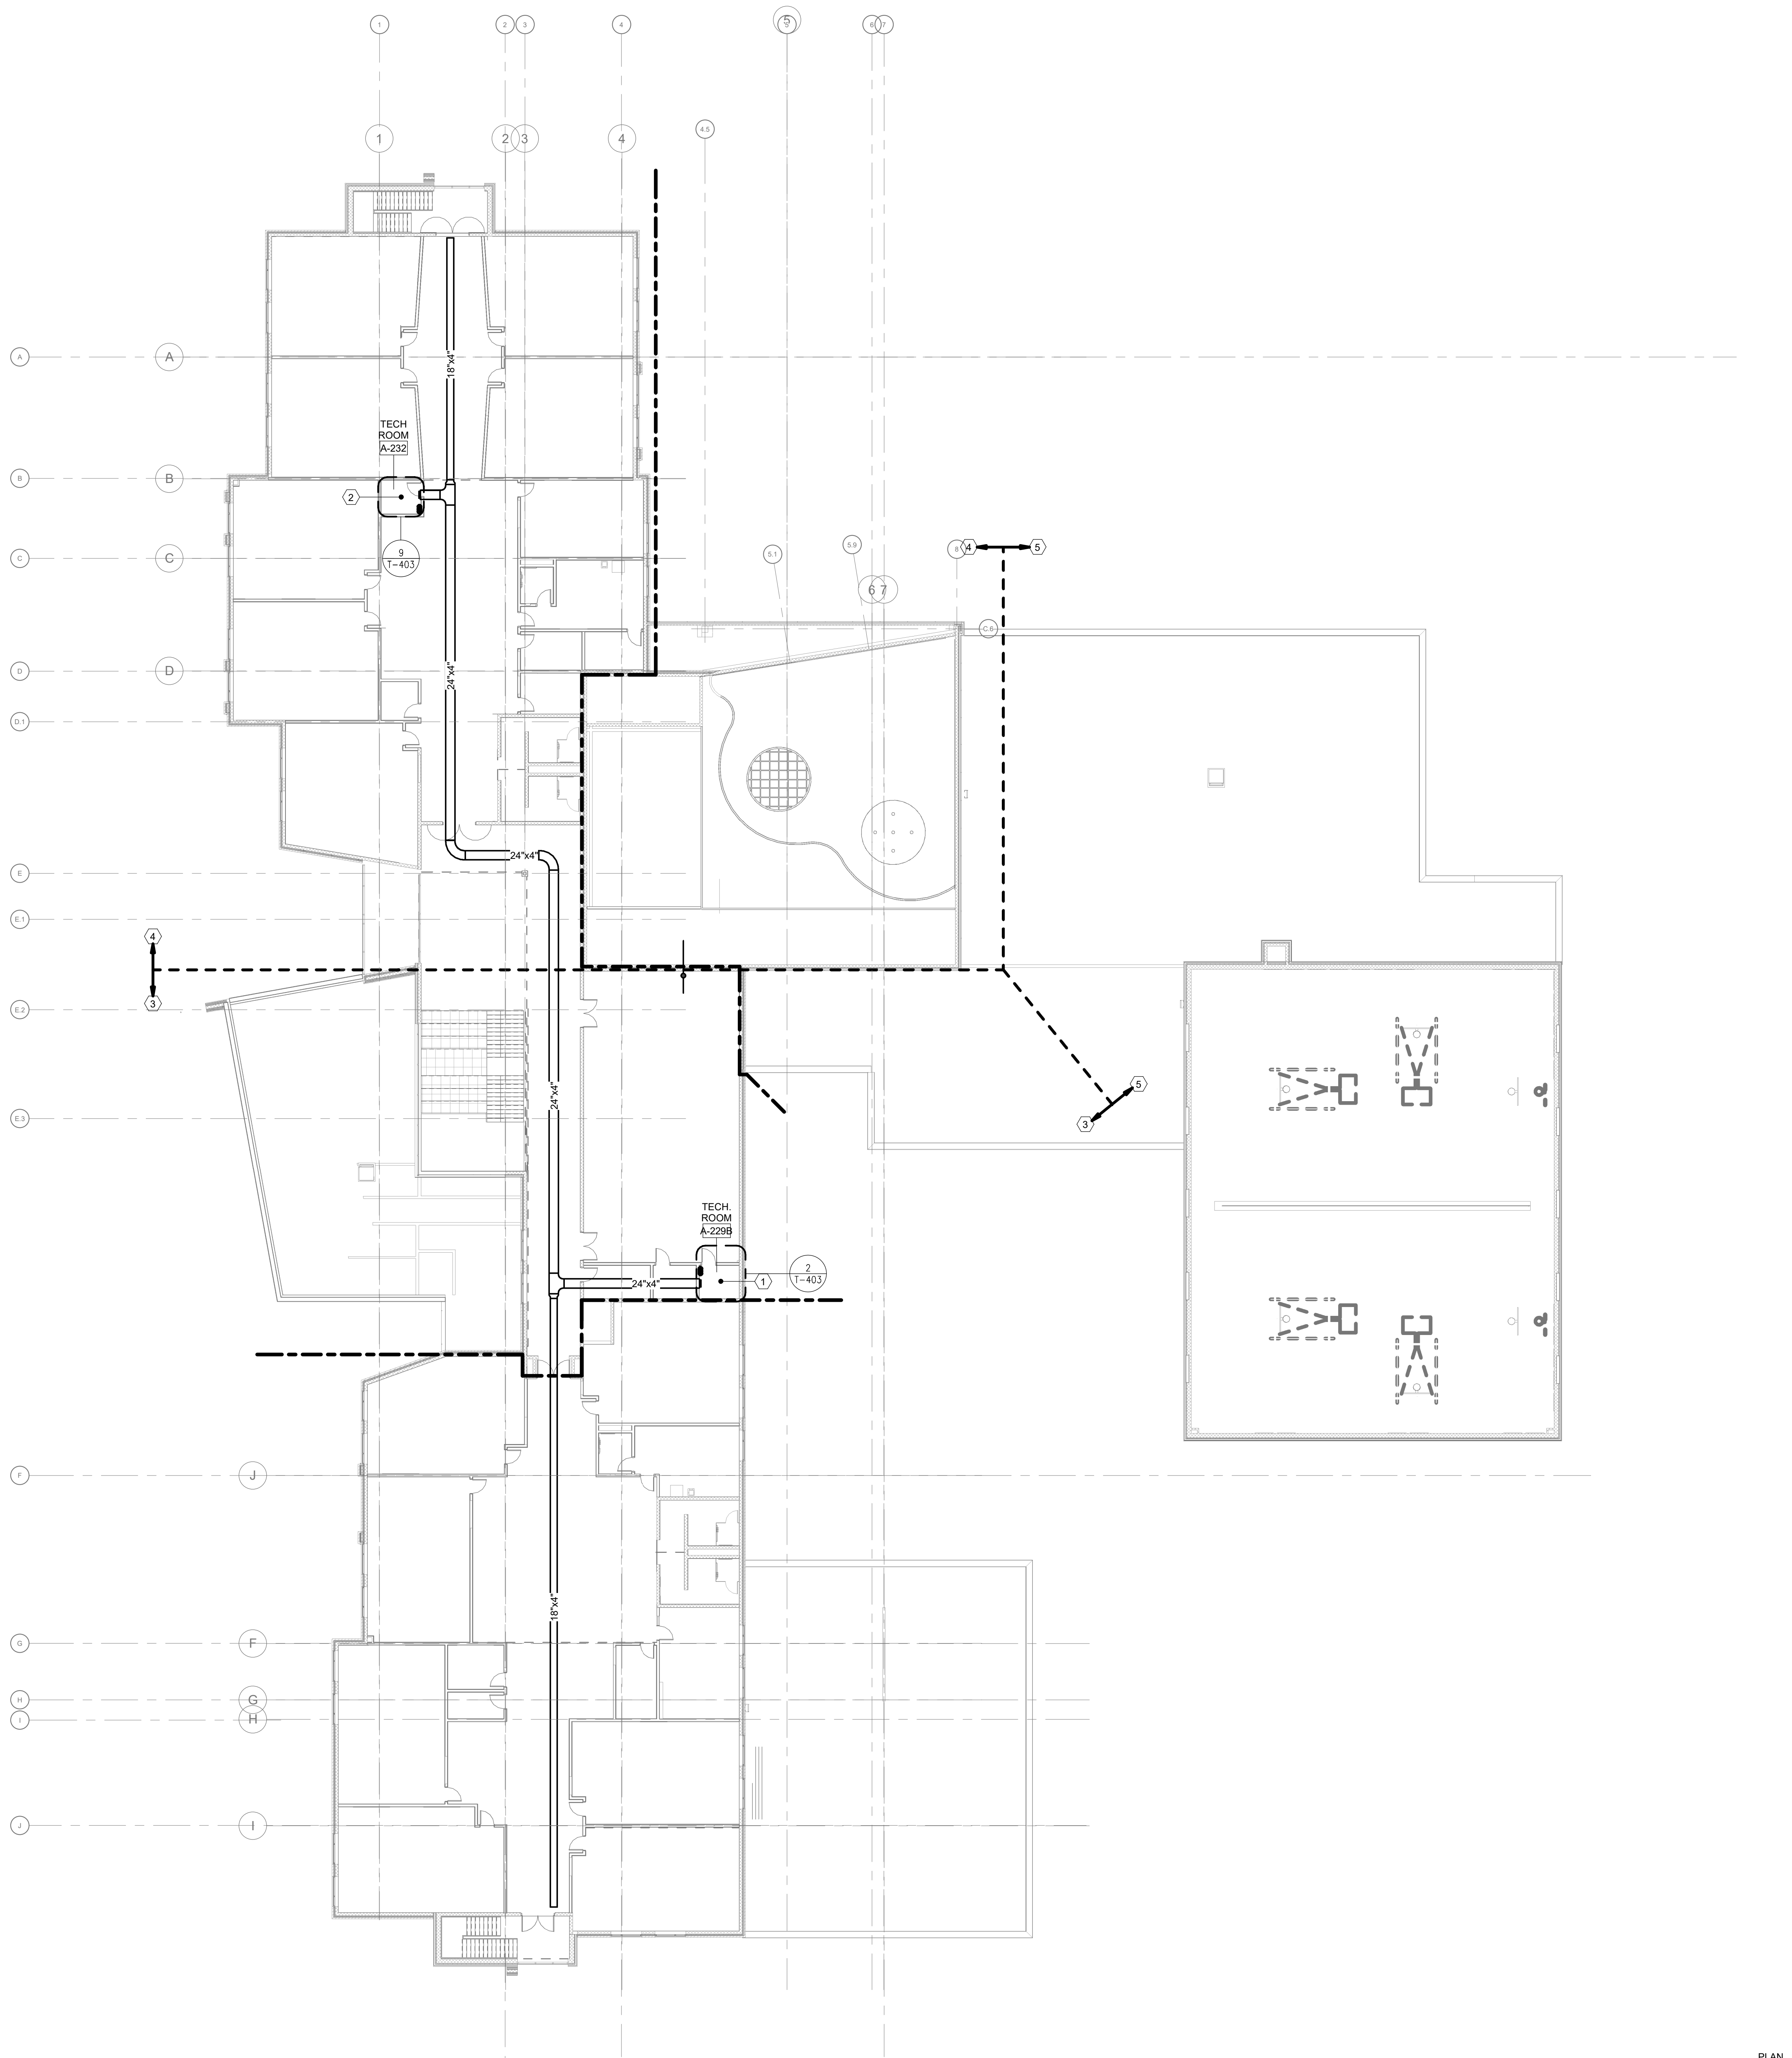 5
1
2
3
4
5
6
7
4.5
1
2
3
4
A
A
18"x4"
TECH
ROOM
A-232
B
B
2
9
T-403
C
C
5.1
5.9
8
4
5
6
7
C.6
D
D
24"x4"
D.1
24"x4"
E
E.1
4
3
E.2
24"x4"
E.3
5
3
TECH.
ROOM
A-229B
24"x4"
1
2
T-403
F
J
18"x4"
G
F
H
G
I
H
J
I
PLAN